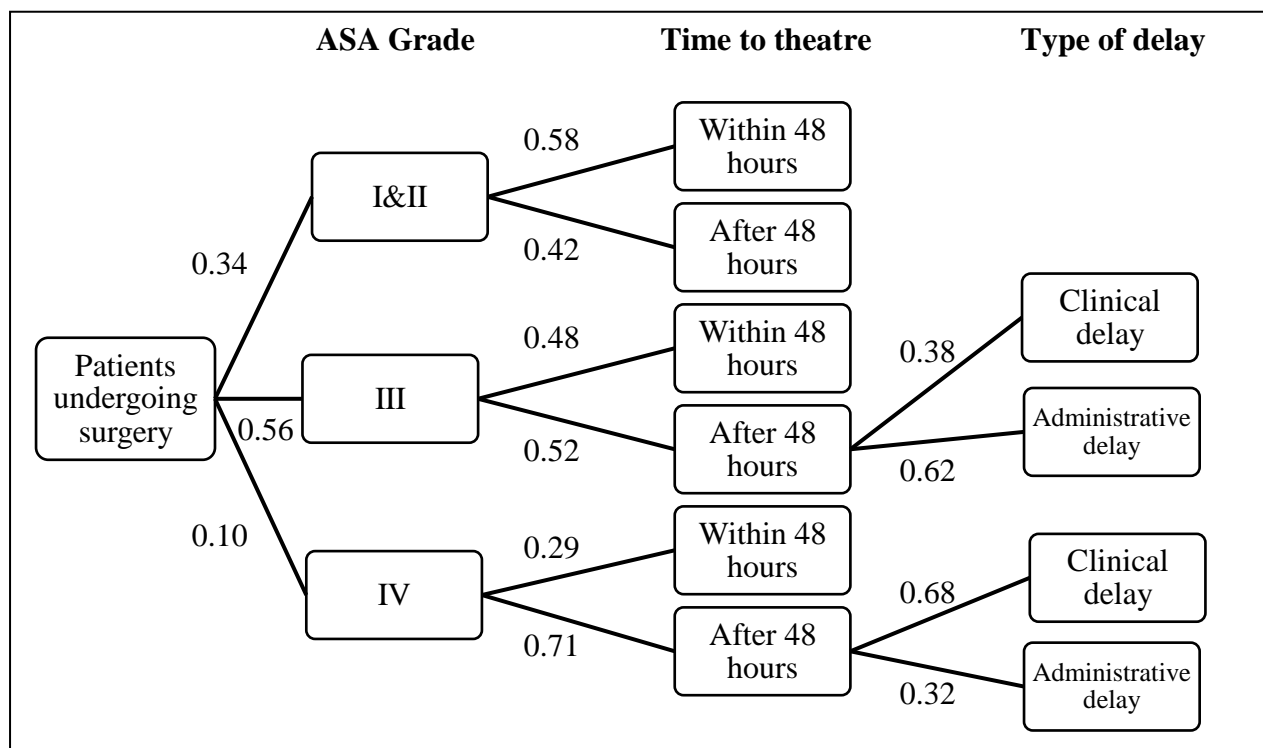 ASA Grade
Time to theatre
Type of delay
Patients
undergoing
surgery
0.34
0.56
0.10
I&II
III
IV
0.58
0.42
0.48
0.52
0.29
0.71
Within 48
hours
After 48
hours
Within 48
hours
After 48
hours
Within 48
hours
After 48
hours
0.38
0.62
0.68
0.32
Clinical
delay
Administrative
delay
Clinical
delay
Administrative
delay